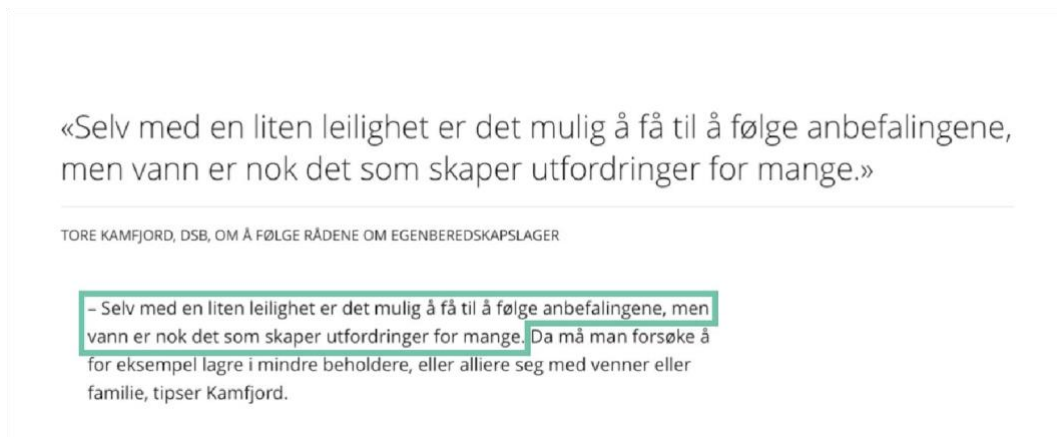 «Selv med en liten leilighet er det mulig å få til å følge anbefalingene,
men vann er nok det som skaper utfordringer for mange.»
TORE KAMFJORD, DSB, OM Å FØLGE RÅDENE OM EGENBEREDSKAPSLAGER
– Selv med en liten leilighet er det mulig å få til å følge anbefalingene, men
vann er nok det som skaper utfordringer for mange. Da må man forsøke å
for eksempel lagre i mindre beholdere, eller alliere seg med venner eller
familie, tipser Kamfjord.